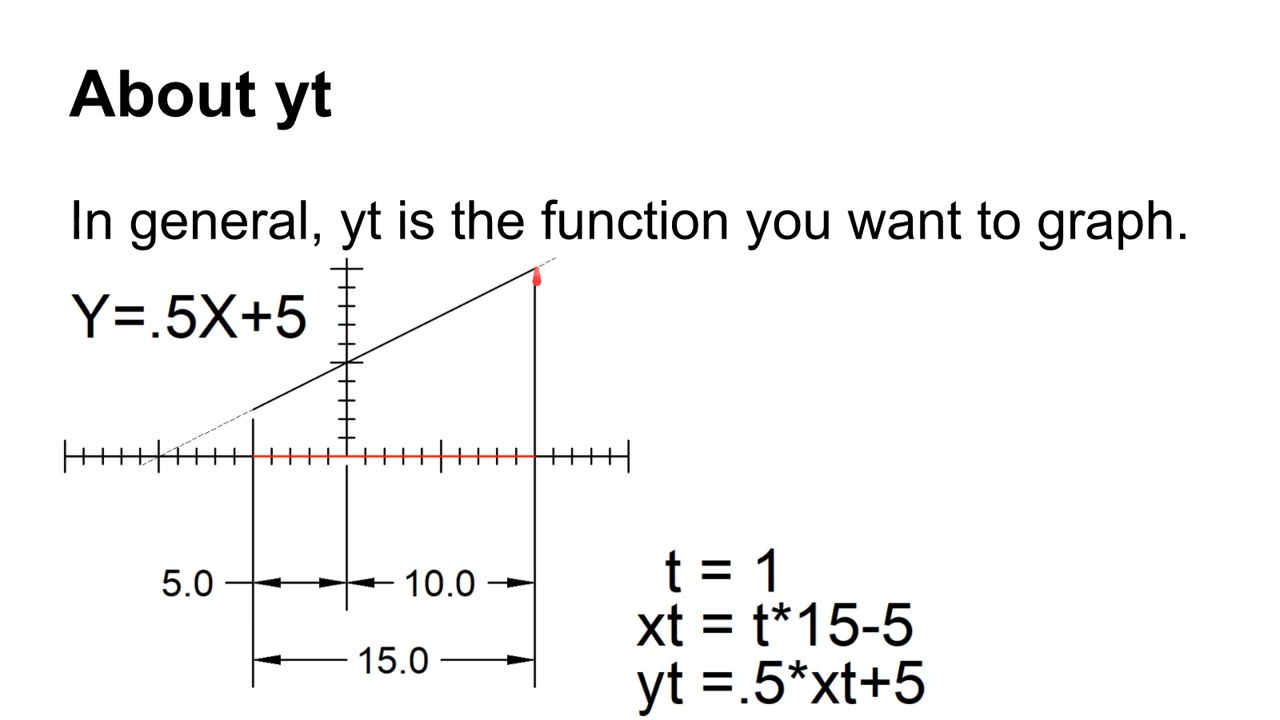 About yt
In general, yt is the function you want to graph.
Y=.5X+5
5.0
10.0
15.0
t = 1
xt = t*15-5
yt =.5*xt+5